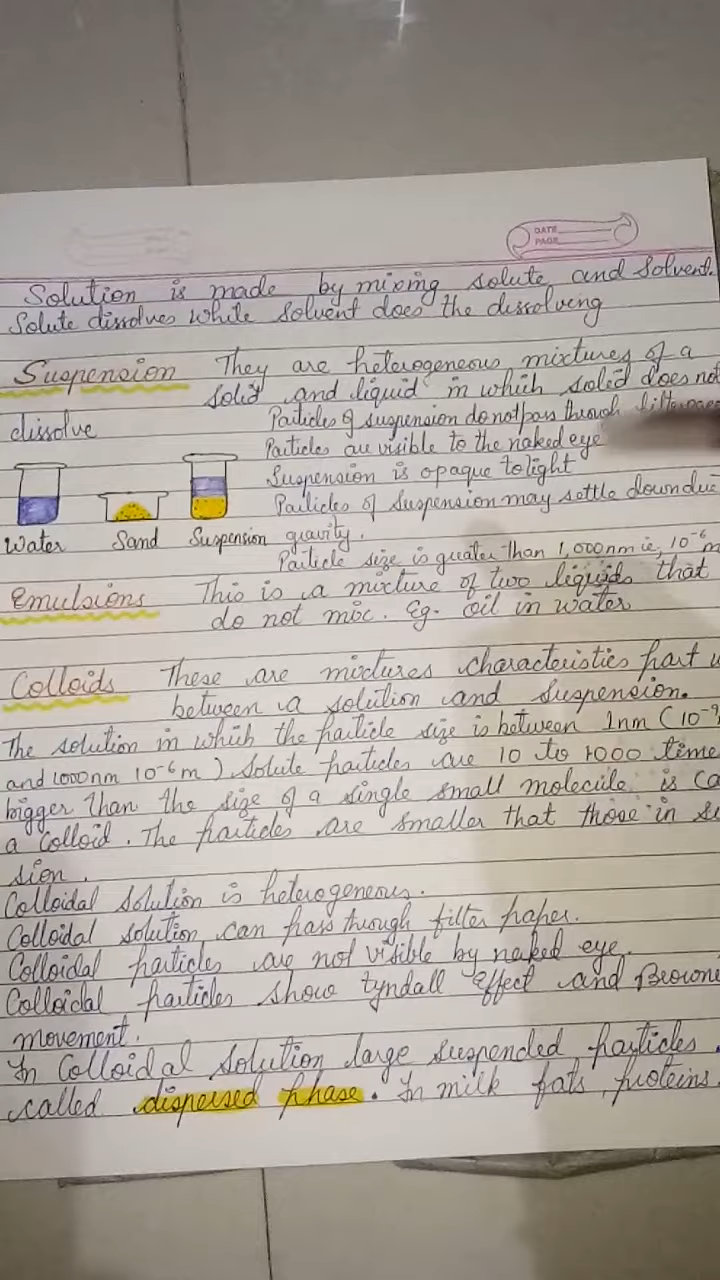 DATE
PAGE
Solution is made by mixing solute and Solvent.
Solute dissolves while Solvent does the dissolving
Suspension They are heterogeneous mixtures of a
solid and liquid in which solid does not
dissolve
Particles of suspension do not pass through
Particles are visible to the naked eye
Suspension is opaque to light
Particles of Suspension may settle down due
Water Sand Suspension gravity.
Particle size is greater than 1,000nm ie, 10⁻⁶m
Emulsions This is a mixture of two liquids that
do not mix. Eg. oil in water
Colloids These are mixtures characteristics part
between a solution and suspension.
The solution in which the particle size is between 1nm (10⁻⁹
and 1000nm 10⁻⁶m) Solute particles are 10 to 1000 time
bigger than the size of a single small molecule is ca
a Colloid. The particles are smaller that those in su
sion.
Colloidal Solution is heterogeneous.
Colloidal solution can pass through filter paper.
Colloidal particles are not visible by naked eye.
Colloidal particles show tyndall Effect and Browni
movement.
In Colloidal solution large suspended particles
called dispersed phase. In milk fats, proteins